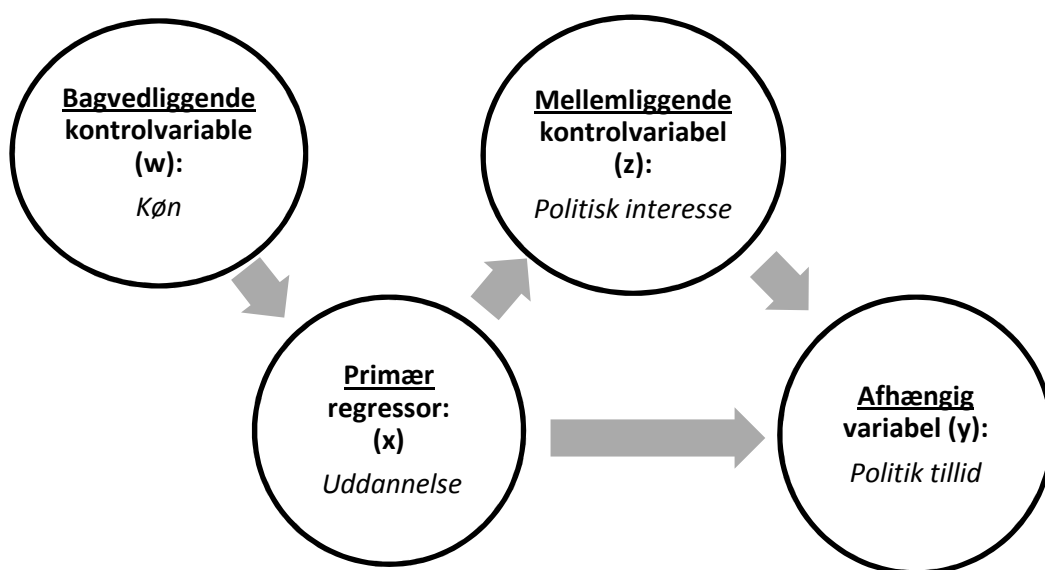 Bagvedliggende
kontrolvariable
(w):
Køn
Mellemliggende
kontrolvariabel
(z):
Politisk interesse
Primær
regressor:
(x)
Uddannelse
Afhængig
variabel (y):
Politik tillid